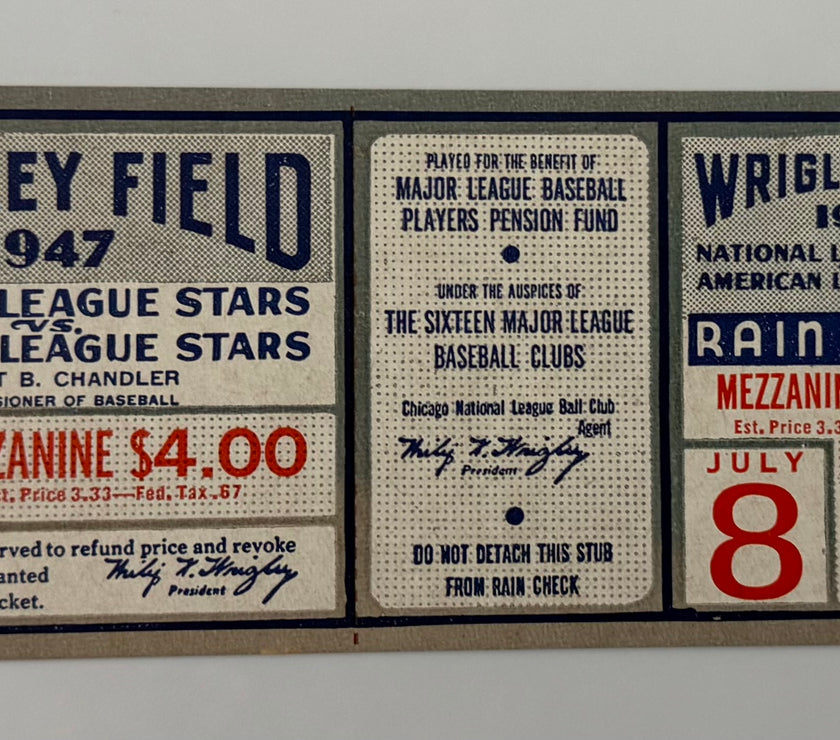 EY FIELD
947
LEAGUE STARS
VS.
LEAGUE STARS
T B. CHANDLER
SIONER OF BASEBALL
ZANINE $4.00
t. Price 3.33—Fed. Tax .67
rved to refund price and revoke
anted
cket.
Philip K. Wrigley
President
PLAYED FOR THE BENEFIT OF
MAJOR LEAGUE BASEBALL
PLAYERS PENSION FUND
UNDER THE AUSPICES OF
THE SIXTEEN MAJOR LEAGUE
BASEBALL CLUBS
Chicago National League Ball Club
Agent
Philip K. Wrigley
President
DO NOT DETACH THIS STUB
FROM RAIN CHECK
WRIGL
19
NATIONAL L
AMERICAN
RAIN
MEZZANI
Est. Price 3.3
JULY
8